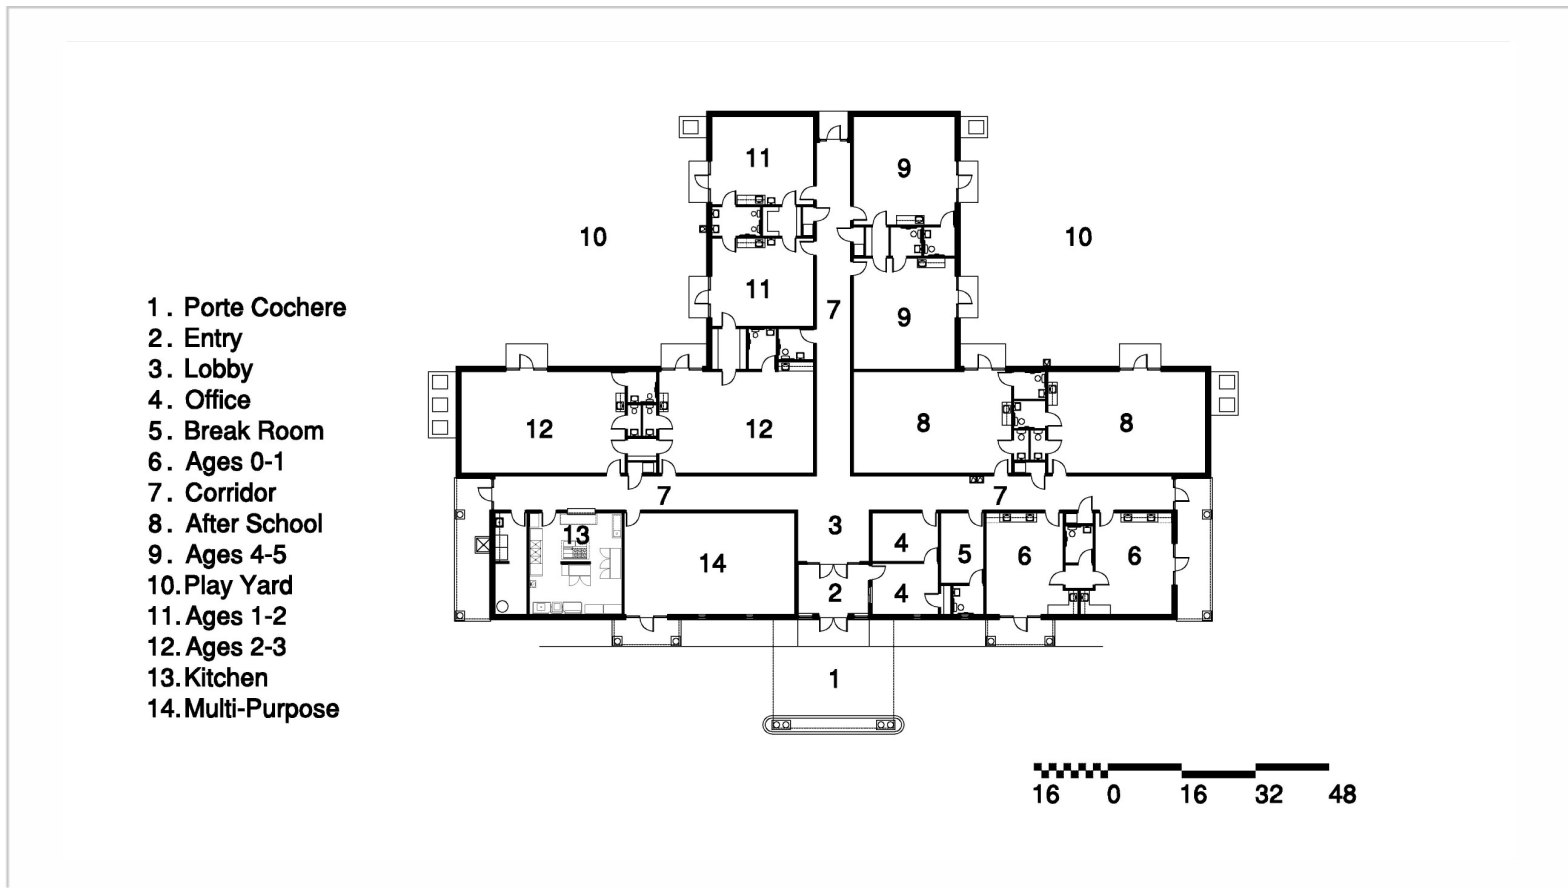 1. Porte Cochere
2. Entry
3. Lobby
4. Office
5. Break Room
6. Ages 0-1
7. Corridor
8. After School
9. Ages 4-5
10. Play Yard
11. Ages 1-2
12. Ages 2-3
13. Kitchen
14. Multi-Purpose
11
9
10
10
11
7
9
12
12
8
8
7
7
13
3
4
5
6
6
14
2
4
1
16 0 16 32 48